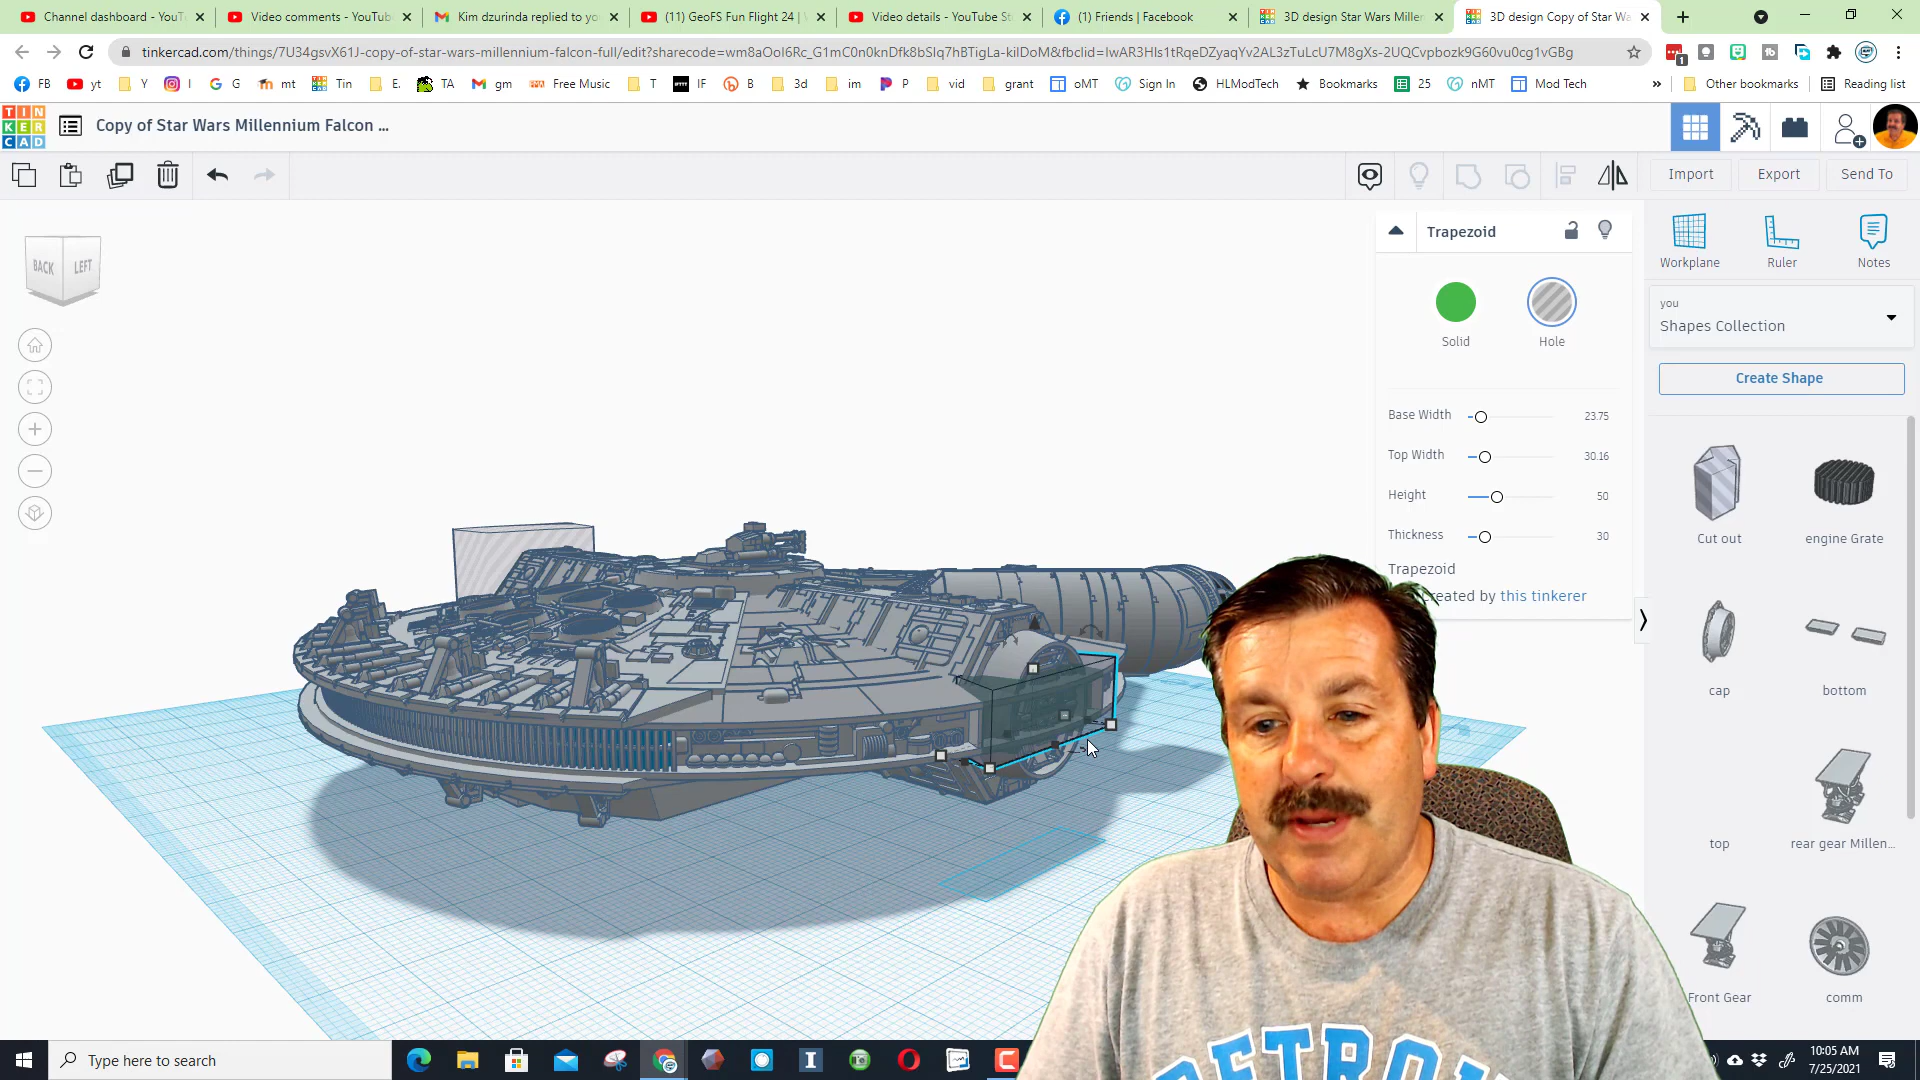 Channel dashboard - YouT
Video comments - YouTub
Kim dzurinda replied to yo
(11) GeoFS Fun Flight 24 |
Video details - YouTube St
(1) Friends | Facebook
3D design Star Wars Millen
3D design Copy of Star Wa
tinkercad.com/things/7U34gsvX61J-copy-of-star-wars-millennium-falcon-full/edit?sharecode=wm8aOoI6Rc_G1mC0n0knDfk8bSlq7hBTigLa-kiIDoM&fbclid=IwAR3HIs1tRqeDZyaqYv2AL3zTuLcU7M8gXs-2UQCvpbozk9G60vu0cg1vGBg
FB yt Y I G mt Tin E. TA gm Free Music T IF B 3d im P vid grant oMT Sign In HLModTech Bookmarks 25 nMT Mod Tech » Other bookmarks Reading list
TIN
KER
CAD
Copy of Star Wars Millennium Falcon ...
Import Export Send To
BACK LEFT
Trapezoid
Solid Hole
Base Width 23.75
Top Width 30.16
Height 50
Thickness 30
Trapezoid
created by this tinkerer
Workplane Ruler Notes
you
Shapes Collection
Create Shape
Cut out engine Grate
cap bottom
top rear gear Millen...
Front Gear comm
DETRO
Type here to search
10:05 AM
7/25/2021